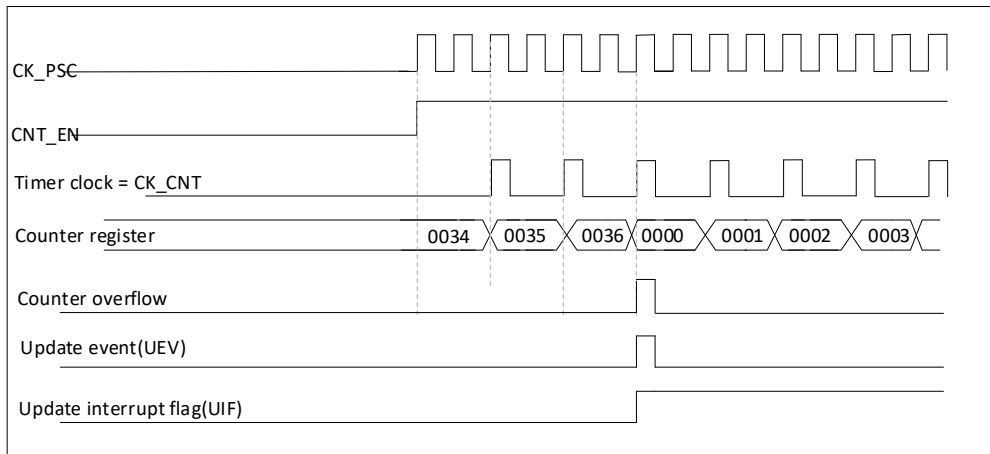 CK_PSC
CNT_EN
Timer clock = CK_CNT
Counter register 0034 0035 0036 0000 0001 0002 0003
Counter overflow
Update event(UEV)
Update interrupt flag(UIF)